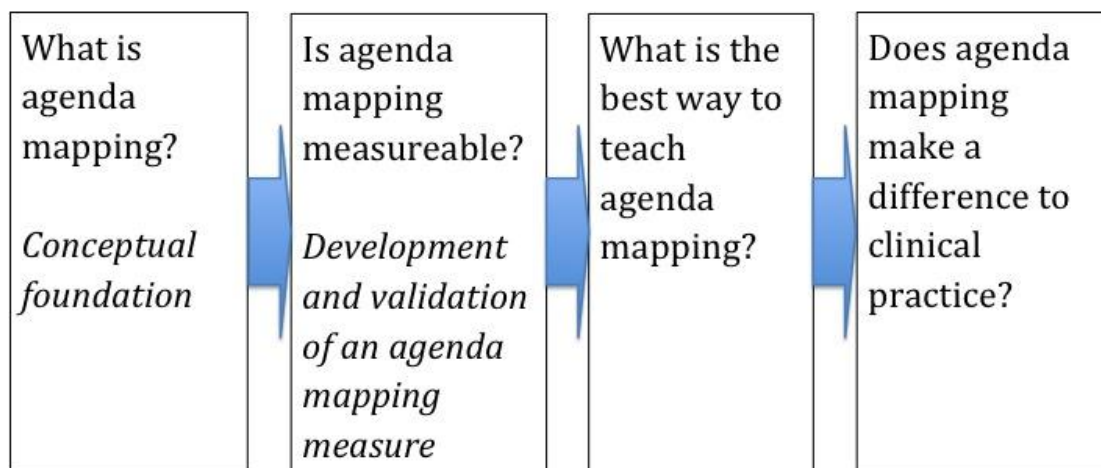 What is
agenda
mapping?
Conceptual
foundation
Is agenda
mapping
measureable?
Development
and validation
of an agenda
mapping
measure
What is the
best way to
teach
agenda
mapping?
Does agenda
mapping
make a
difference to
clinical
practice?